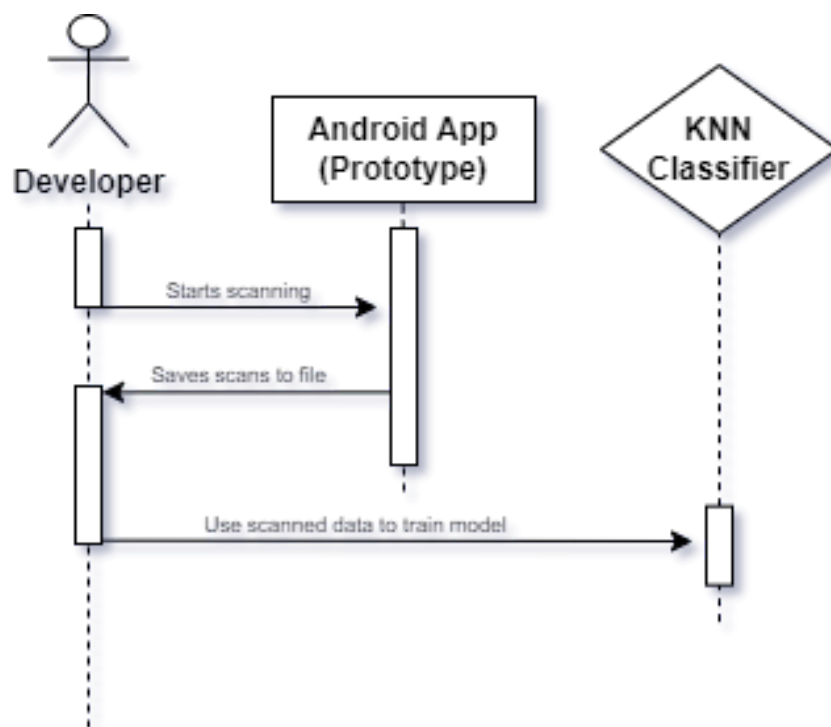 Developer
Android App
(Prototype)
KNN
Classifier
Starts scanning
Saves scans to file
Use scanned data to train model